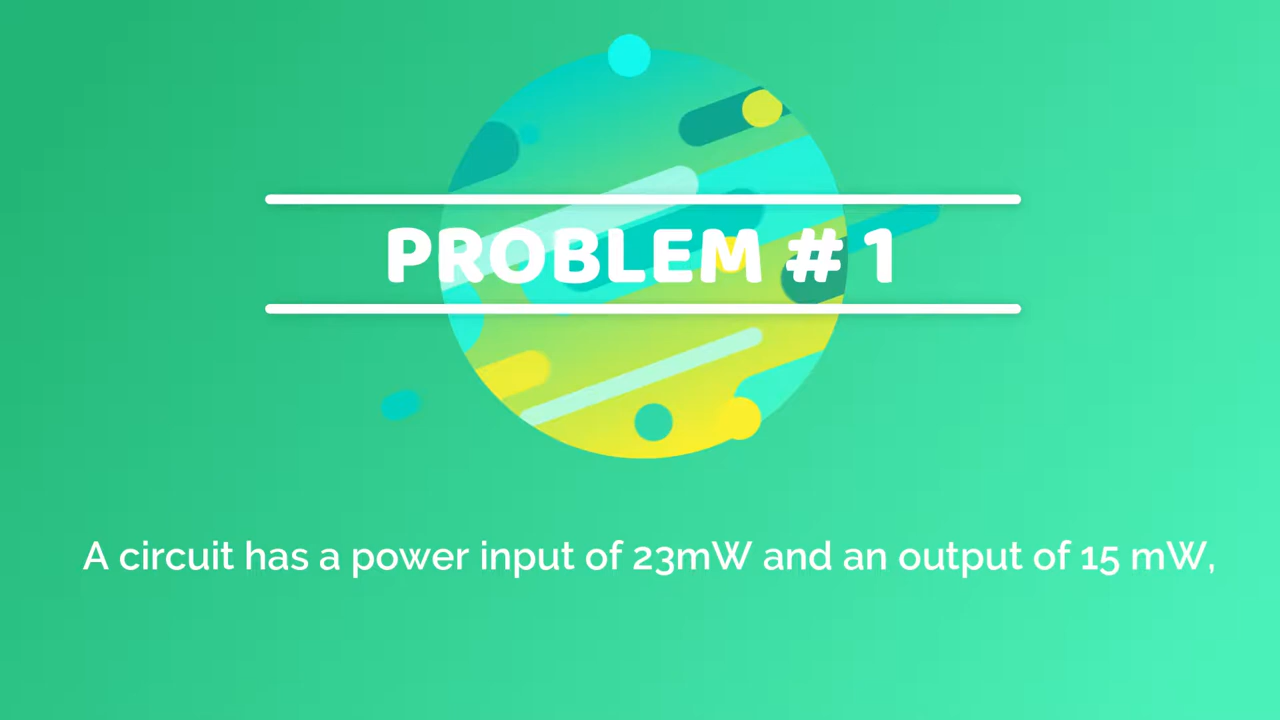 PROBLEM # 1
A circuit has a power input of 23mW and an output of 15 mW,